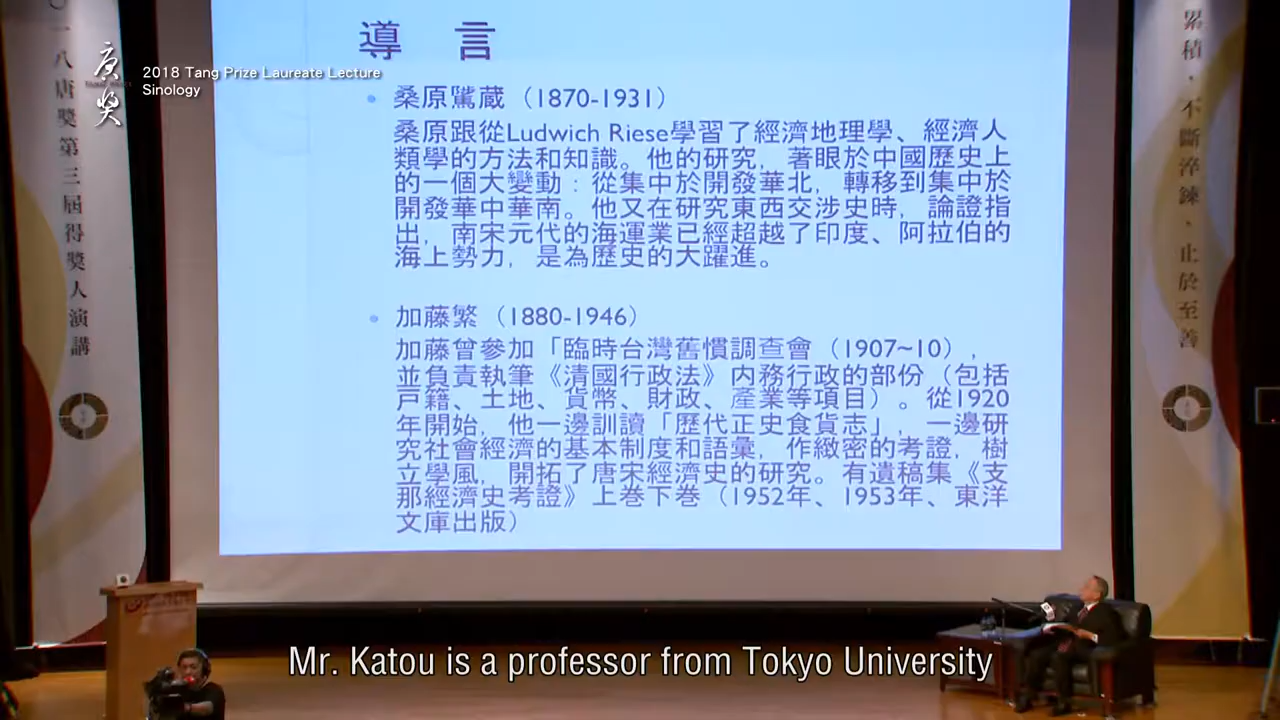 導 言
唐獎
2018 Tang Prize Laureate Lecture
Sinology
• 桑原騭蔵（1870-1931）
桑原跟從Ludwich Riese學習了經濟地理學、經濟人
類學的方法和知識。他的研究，著眼於中國歷史上
的一個大變動：從集中於開發華北，轉移到集中於
開發華中華南。他又在研究東西交涉史時，論證指
出，南宋元代的海運業已經超越了印度、阿拉伯的
海上勢力，是為歷史的大躍進。
• 加藤繁（1880-1946）
加藤曾參加「臨時台灣舊慣調查會（1907~10），
並負責執筆《清國行政法》内務行政的部份（包括
戸籍、土地、貨幣、財政、產業等項目）。從1920
年開始，他一邊訓讀「歷代正史食貨志」，一邊研
究社會經濟的基本制度和語彙，作緻密的考證，樹
立學風，開拓了唐宋經濟史的研究。有遺稿集《支
那經濟史考證》上巻下巻（1952年、1953年、東洋
文庫出版）
〇一八唐獎第三屆得獎人演講
累積，不斷淬鍊，止於至善
Mr. Katou is a professor from Tokyo University